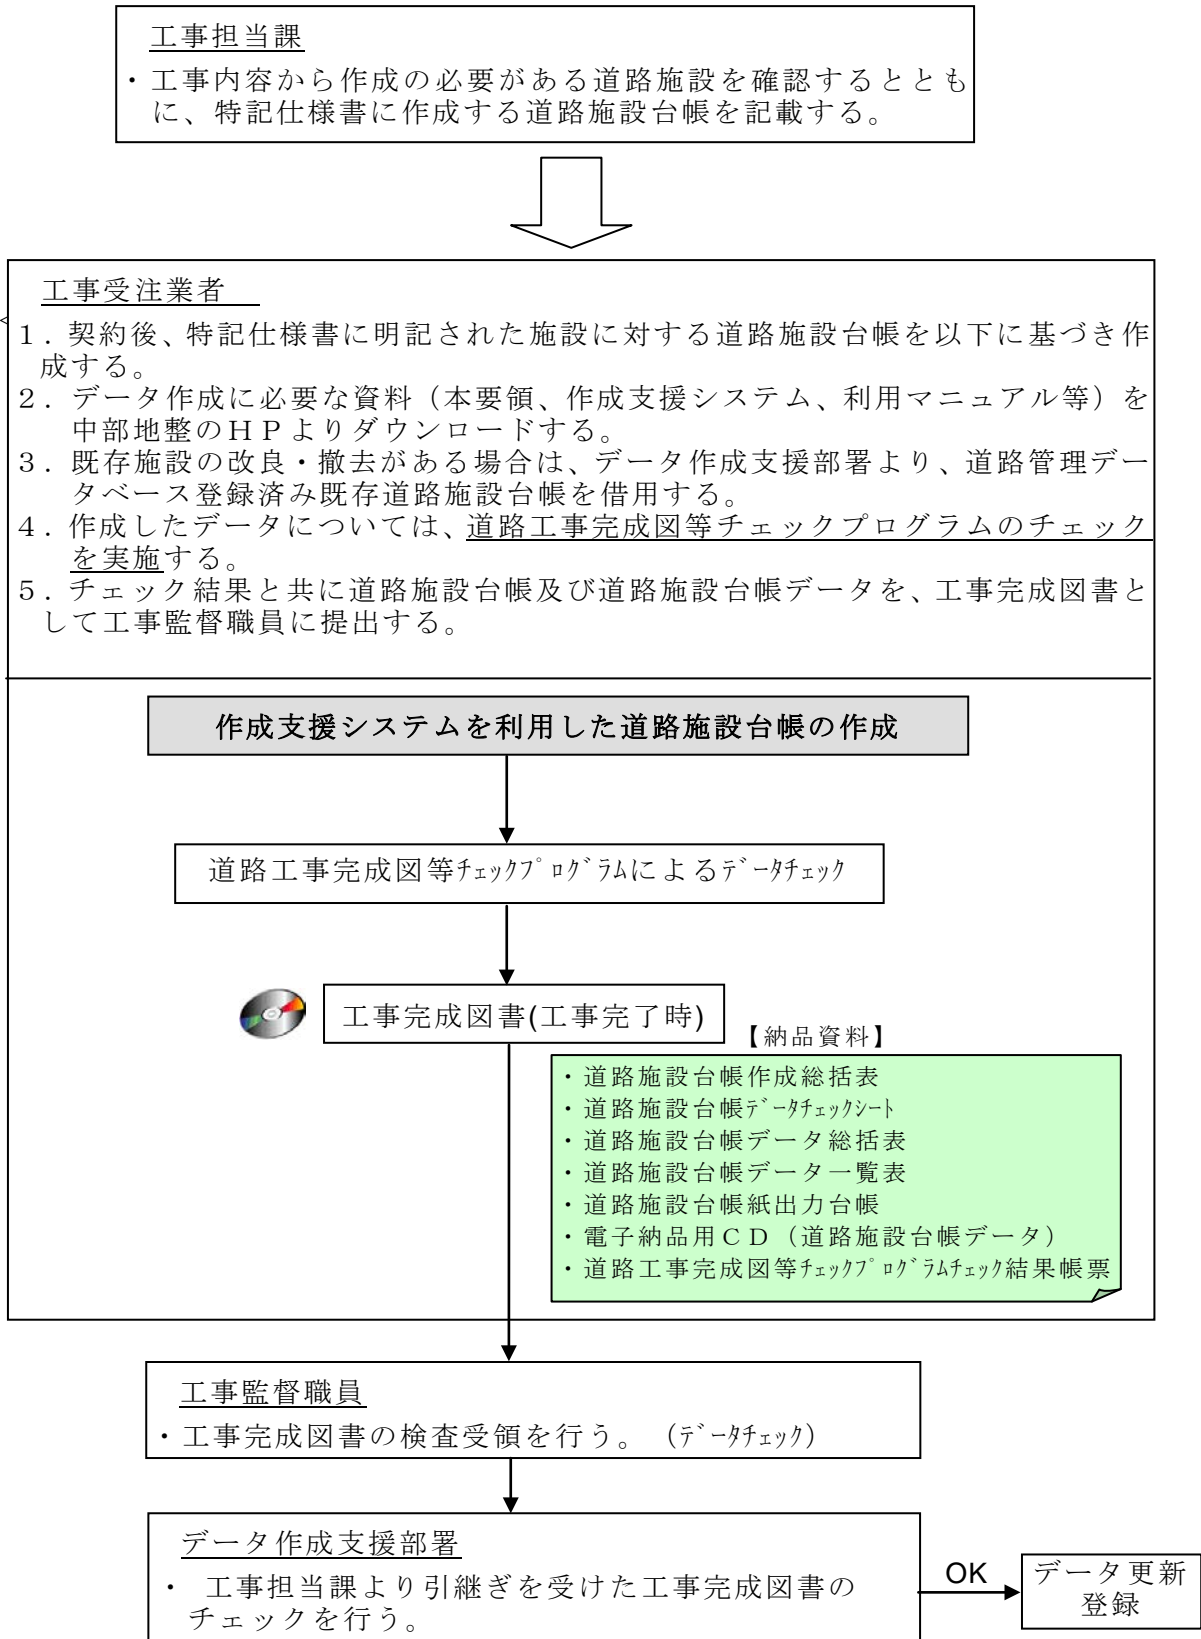 工事担当課
・工事内容から作成の必要がある道路施設を確認するととも
に、特記仕様書に作成する道路施設台帳を記載する。
工事受注業者
<
１．契約後、特記仕様書に明記された施設に対する道路施設台帳を以下に基づき作
成する。
２．データ作成に必要な資料（本要領、作成支援システム、利用マニュアル等）を
中部地整のＨＰよりダウンロードする。
３．既存施設の改良・撤去がある場合は、データ作成支援部署より、道路管理デー
タベース登録済み既存道路施設台帳を借用する。
４．作成したデータについては、道路工事完成図等チェックプログラムのチェック
を実施する。
５．チェック結果と共に道路施設台帳及び道路施設台帳データを、工事完成図書と
して工事監督職員に提出する。
作成支援システムを利用した道路施設台帳の作成
道路工事完成図等ﾁｪｯｸﾌﾟﾛｸﾞﾗﾑによるﾃﾞｰﾀﾁｪｯｸ
工事完成図書(工事完了時)
【納品資料】
・道路施設台帳作成総括表
・道路施設台帳ﾃﾞｰﾀﾁｪｯｸｼｰﾄ
・道路施設台帳データ総括表
・道路施設台帳データ一覧表
・道路施設台帳紙出力台帳
・電子納品用ＣＤ（道路施設台帳データ）
・道路工事完成図等ﾁｪｯｸﾌﾟﾛｸﾞﾗﾑﾁｪｯｸ結果帳票
工事監督職員
・工事完成図書の検査受領を行う。（ﾃﾞｰﾀﾁｪｯｸ）
データ作成支援部署
・ 工事担当課より引継ぎを受けた工事完成図書の
チェックを行う。
OK
データ更新
登録